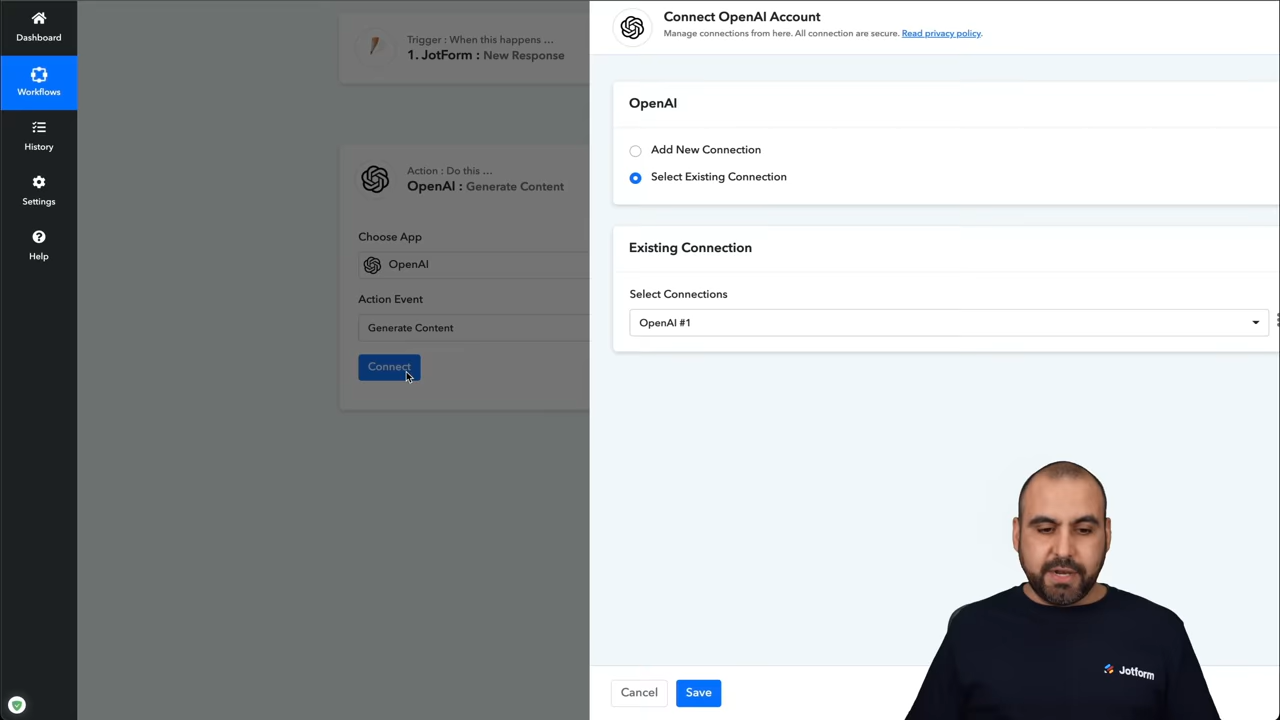 Dashboard
Workflows
History
Settings
Help
Trigger : When this happens ...
1. JotForm : New Response
Action : Do this ...
OpenAI : Generate Content
Choose App
OpenAI
Action Event
Generate Content
Connect
Connect OpenAI Account
Manage connections from here. All connection are secure. Read privacy policy.
OpenAI
Add New Connection
Select Existing Connection
Existing Connection
Select Connections
OpenAI #1
Cancel
Save
Jotform